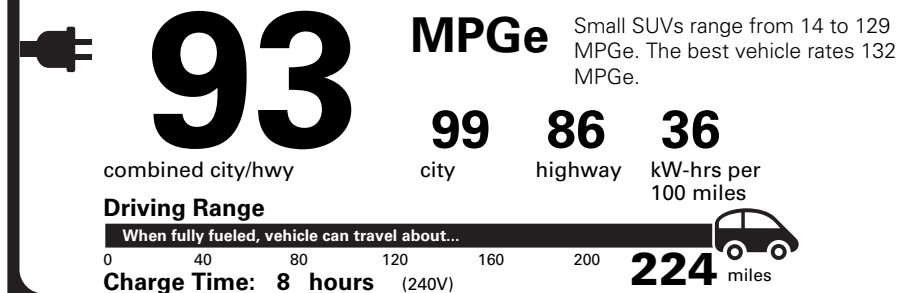 93
MPGe
Small SUVs range from 14 to 129
MPGe. The best vehicle rates 132
MPGe.
99 86 36
combined city/hwy city highway kW-hrs per
100 miles
Driving Range
When fully fueled, vehicle can travel about...
0 40 80 120 160 200 224 miles
Charge Time: 8 hours (240V)